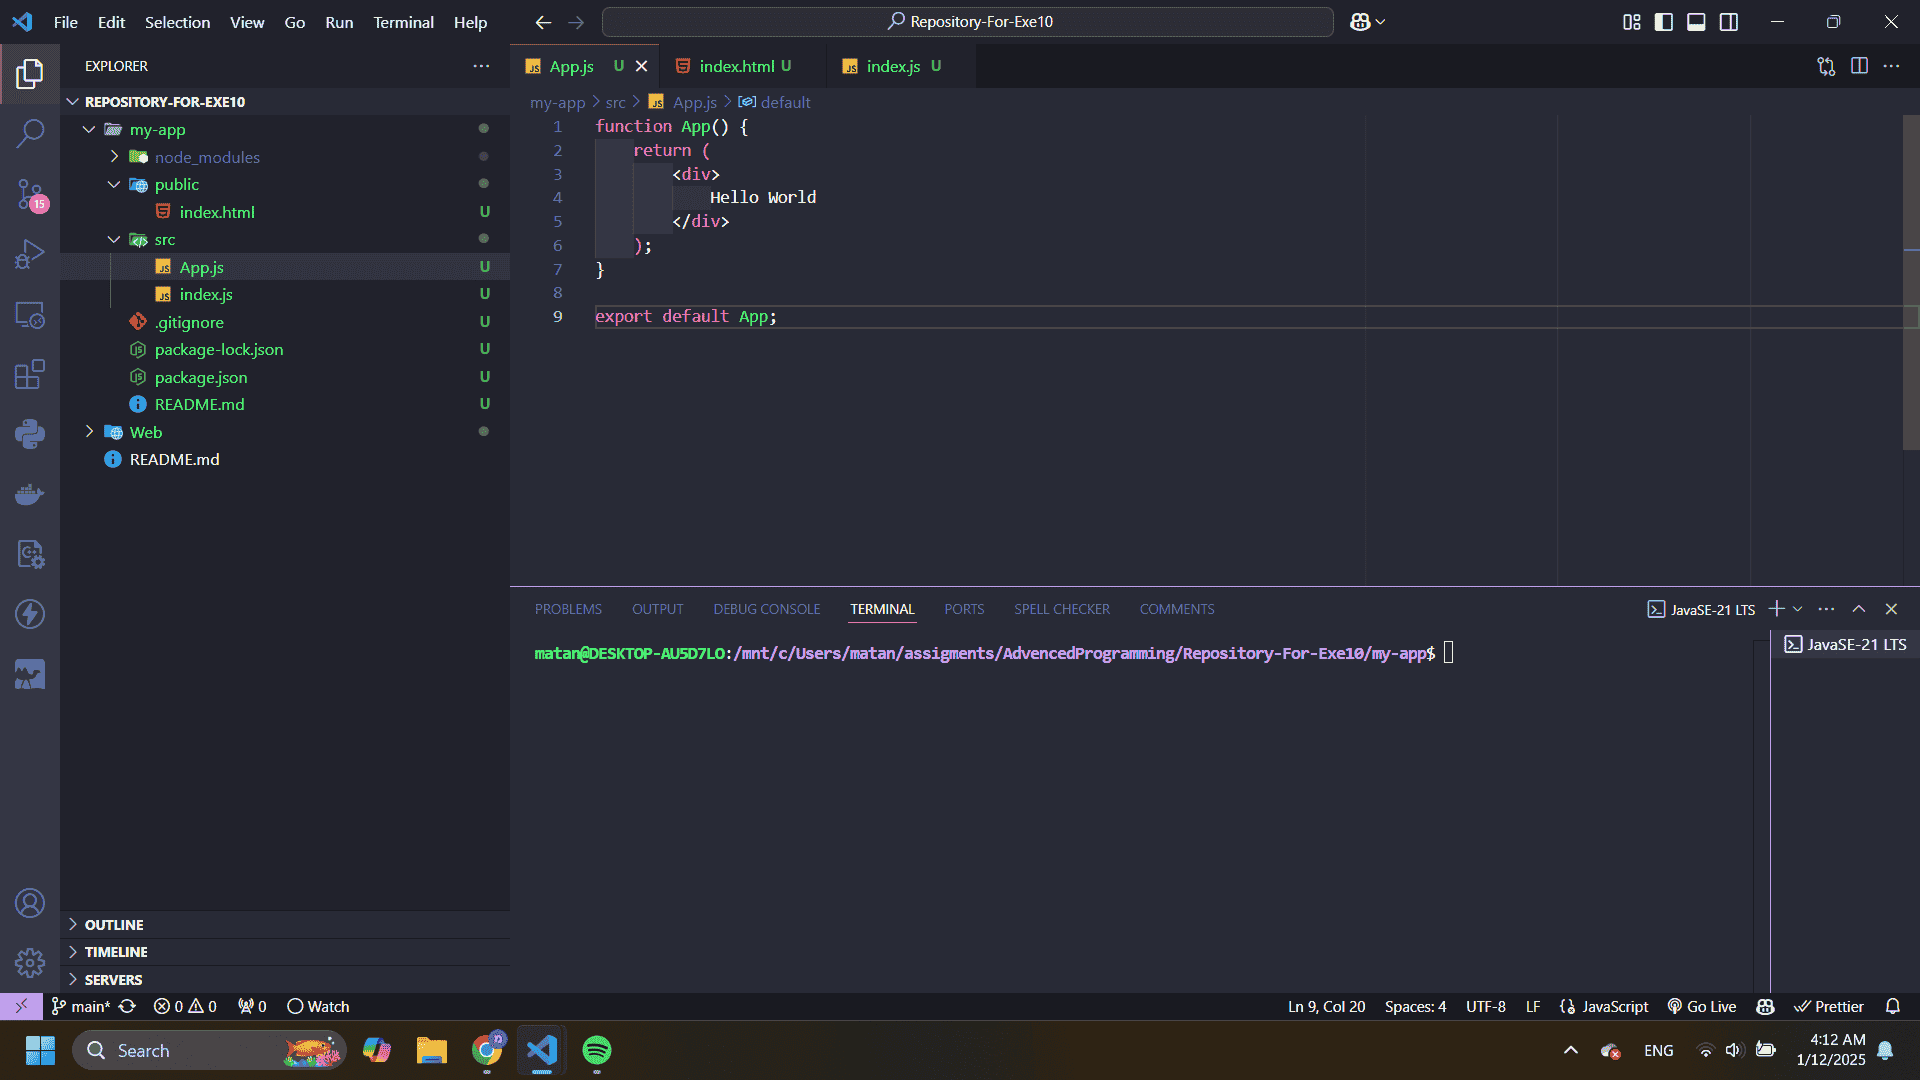 File Edit Selection View Go Run Terminal Help
Repository-For-Exe10
EXPLORER
REPOSITORY-FOR-EXE10
my-app
node_modules
public
index.html U
src
App.js U
index.js U
.gitignore U
package-lock.json U
package.json U
README.md U
Web
README.md
15
OUTLINE
TIMELINE
SERVERS
App.js U
index.html U
index.js U
my-app > src > JS App.js > default
1 function App() {
2 return (
3 <div>
4 Hello World
5 </div>
6 );
7 }
8
9 export default App;
PROBLEMS OUTPUT DEBUG CONSOLE TERMINAL PORTS SPELL CHECKER COMMENTS
JavaSE-21 LTS
matan@DESKTOP-AU5D7LO:/mnt/c/Users/matan/assigments/AdvencedProgramming/Repository-For-Exe10/my-app$
JavaSE-21 LTS
main* 0 0 0 Watch
Ln 9, Col 20 Spaces: 4 UTF-8 LF JavaScript Go Live Prettier
Search
ENG
4:12 AM
1/12/2025